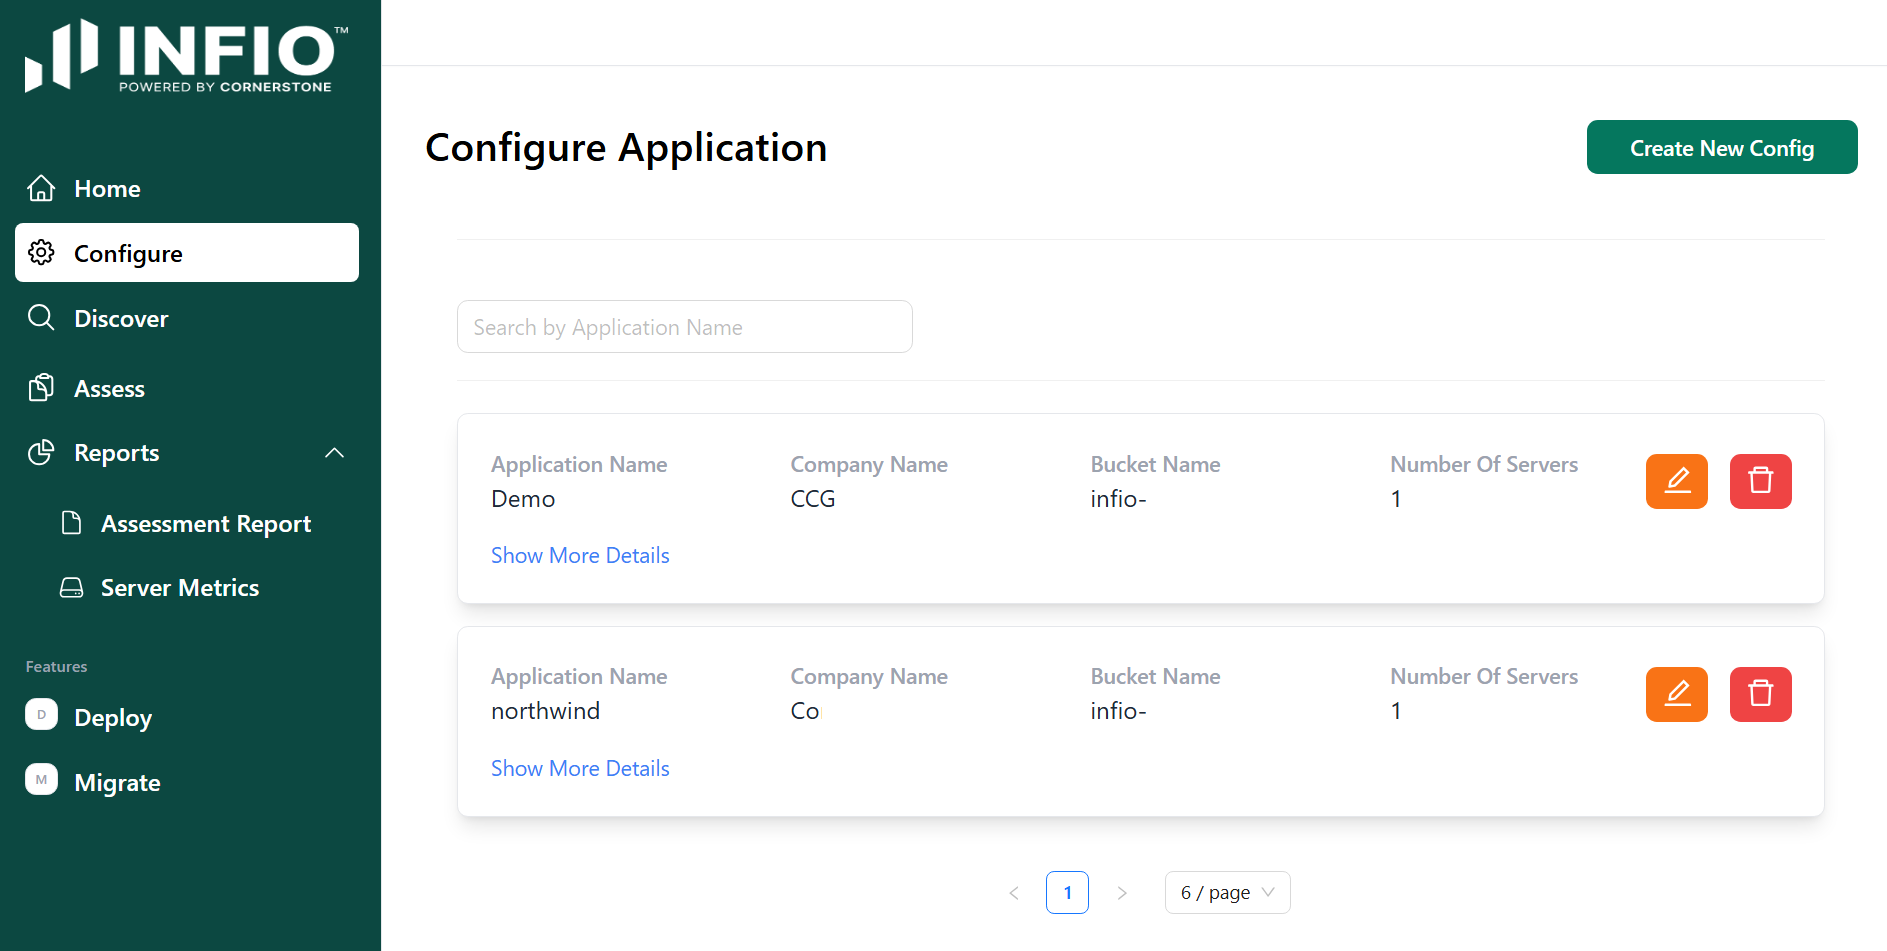 INFIO™
POWERED BY CORNERSTONE
Home
Configure
Discover
Assess
Reports
Assessment Report
Server Metrics
Features
D Deploy
M Migrate
Configure Application
Create New Config
Search by Application Name
Application Name Company Name Bucket Name Number Of Servers
Demo CCG infio- 1
Show More Details
Application Name Company Name Bucket Name Number Of Servers
northwind Co infio- 1
Show More Details
< 1 > 6 / page